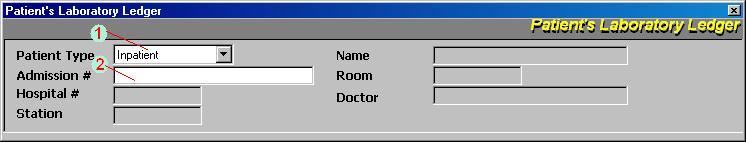 Patient's Laboratory Ledger
Patient's Laboratory Ledger
1
Patient Type Inpatient Name
2
Admission # Room
Hospital # Doctor
Station